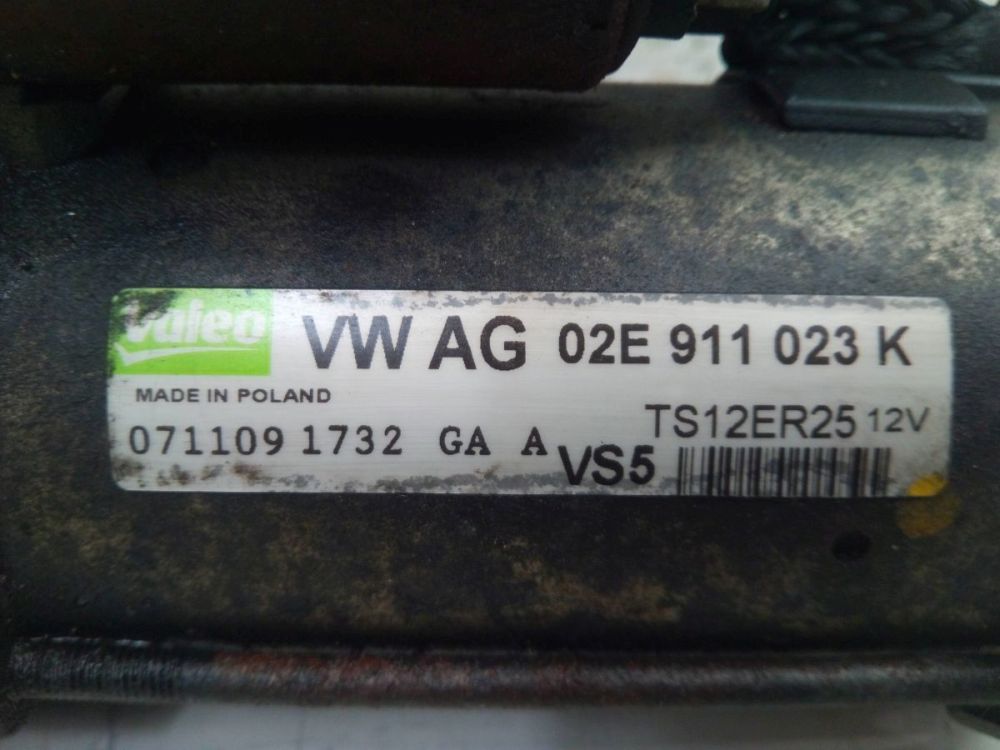 Valeo VW AG 02E 911 023 K
MADE IN POLAND
TS12ER25 12V
071109 1732 GA A
VS5